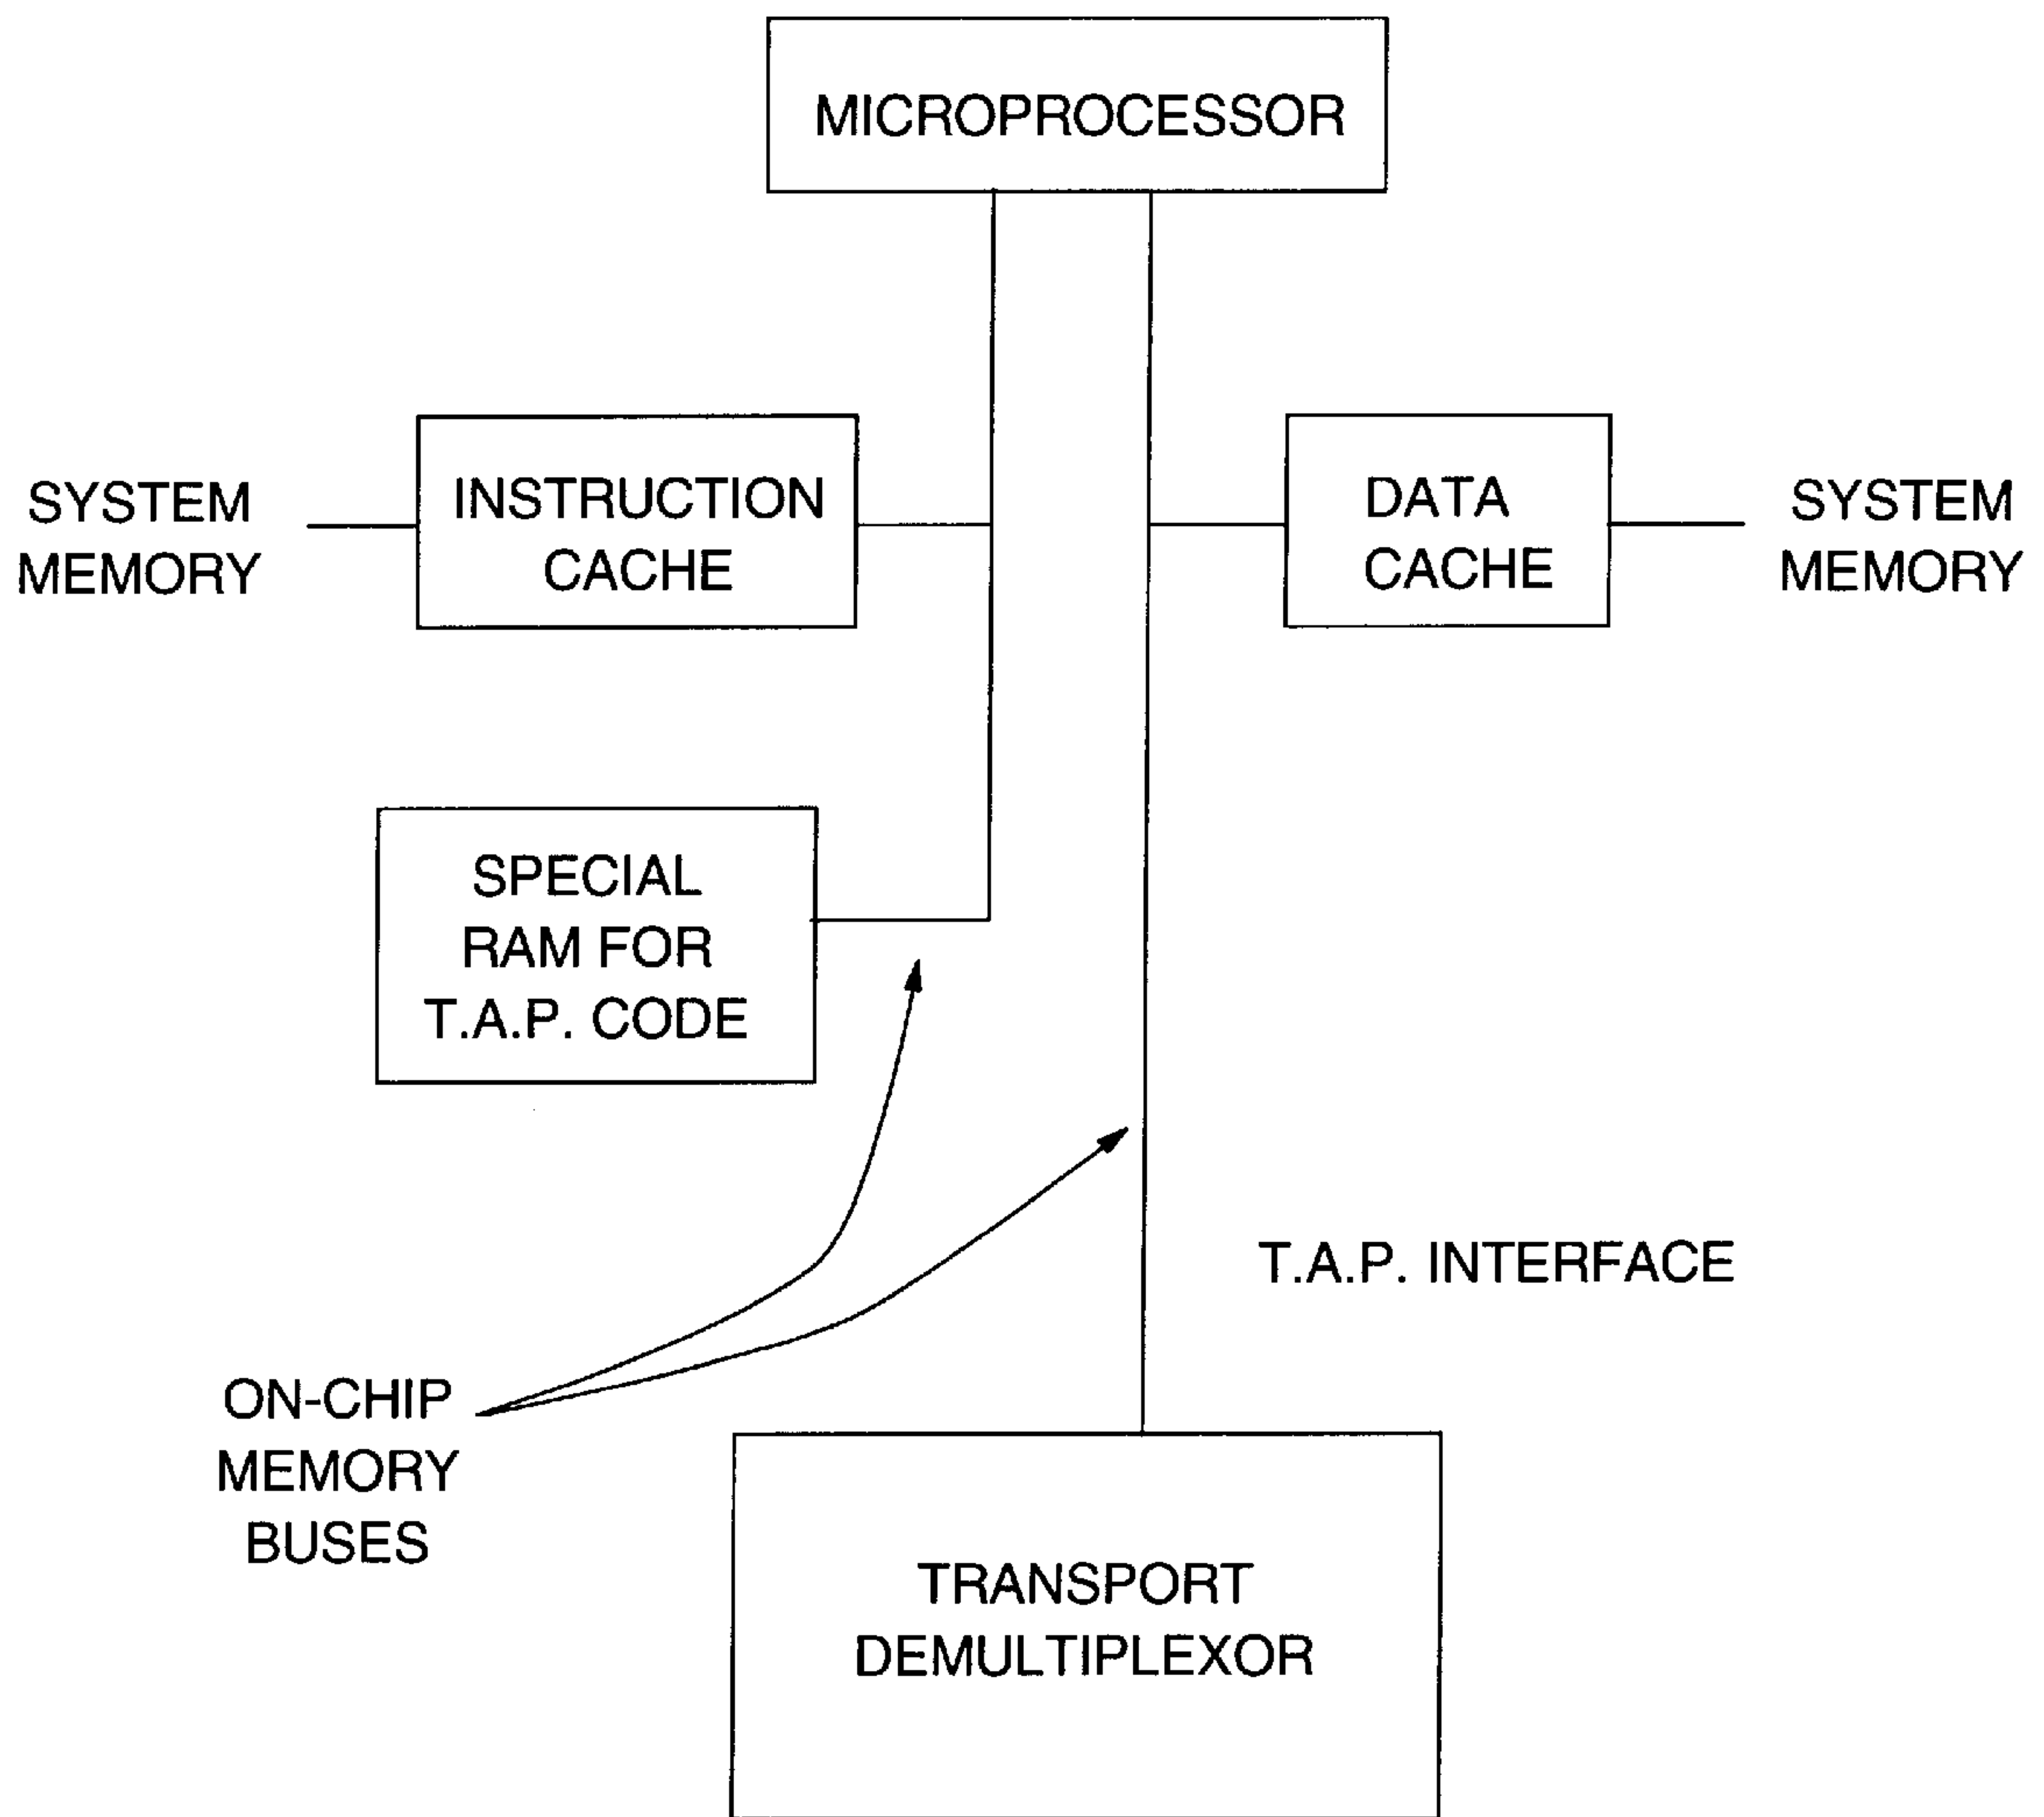 MICROPROCESSOR
SYSTEM
MEMORY
INSTRUCTION
CACHE
DATA
CACHE
SYSTEM
MEMORY
SPECIAL
RAM FOR
T.A.P. CODE
T.A.P. INTERFACE
ON-CHIP
MEMORY
BUSES
TRANSPORT
DEMULTIPLEXOR